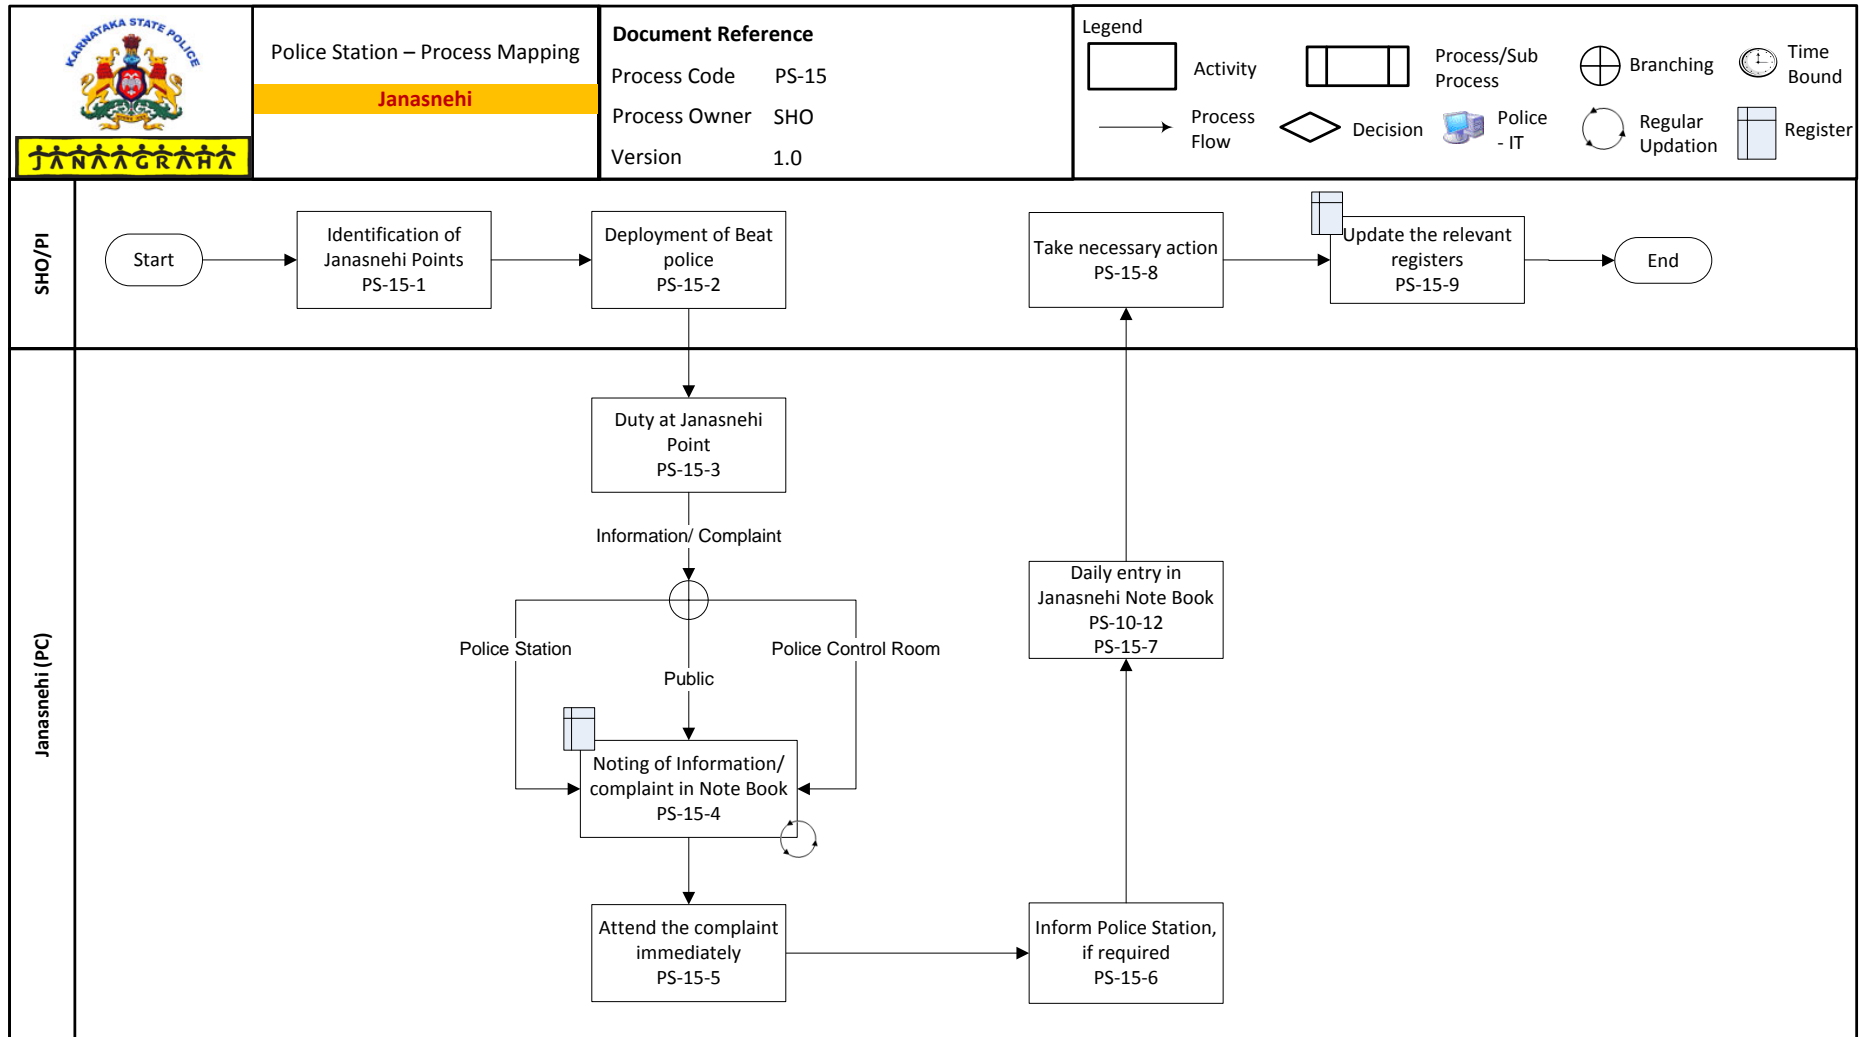 KARNATAKA STATE POLICE
JANAAGRAHA
Police Station – Process Mapping
Janasnehi
Document Reference
Process Code PS-15
Process Owner SHO
Version 1.0
Legend
Activity
Process/Sub
Process
Branching
Time
Bound
Process
Flow
Decision
Police
- IT
Regular
Updation
Register
SHO/PI
Start
Identification of
Janasnehi Points
PS-15-1
Deployment of Beat
police
PS-15-2
Take necessary action
PS-15-8
Update the relevant
registers
PS-15-9
End
Janasnehi (PC)
Duty at Janasnehi
Point
PS-15-3
Information/ Complaint
Police Station
Public
Police Control Room
Noting of Information/
complaint in Note Book
PS-15-4
Attend the complaint
immediately
PS-15-5
Inform Police Station,
if required
PS-15-6
Daily entry in
Janasnehi Note Book
PS-10-12
PS-15-7